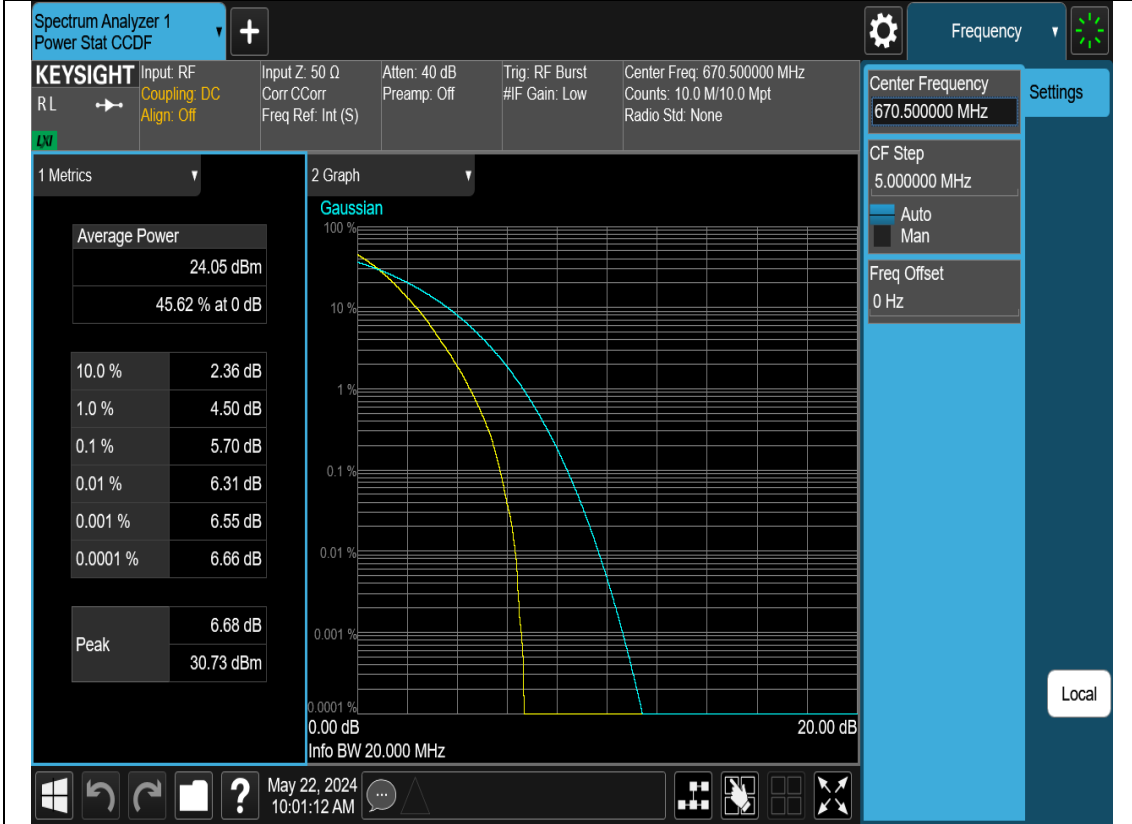 Spectrum Analyzer 1
Power Stat CCDF
+
Frequency
KEYSIGHT
RL
LXI
Input: RF
Coupling: DC
Align: Off
Input Z: 50 Ω
Corr CCorr
Freq Ref: Int (S)
Atten: 40 dB
Preamp: Off
Trig: RF Burst
#IF Gain: Low
Center Freq: 670.500000 MHz
Counts: 10.0 M/10.0 Mpt
Radio Std: None
Center Frequency
670.500000 MHz
Settings
CF Step
5.000000 MHz
Auto
Man
Freq Offset
0 Hz
1 Metrics
Average Power
24.05 dBm
45.62 % at 0 dB
10.0 % 2.36 dB
1.0 % 4.50 dB
0.1 % 5.70 dB
0.01 % 6.31 dB
0.001 % 6.55 dB
0.0001 % 6.66 dB
Peak
6.68 dB
30.73 dBm
2 Graph
Gaussian
100 %
10 %
1 %
0.1 %
0.01 %
0.001 %
0.0001 %
0.00 dB 20.00 dB
Info BW 20.000 MHz
Local
?
May 22, 2024
10:01:12 AM